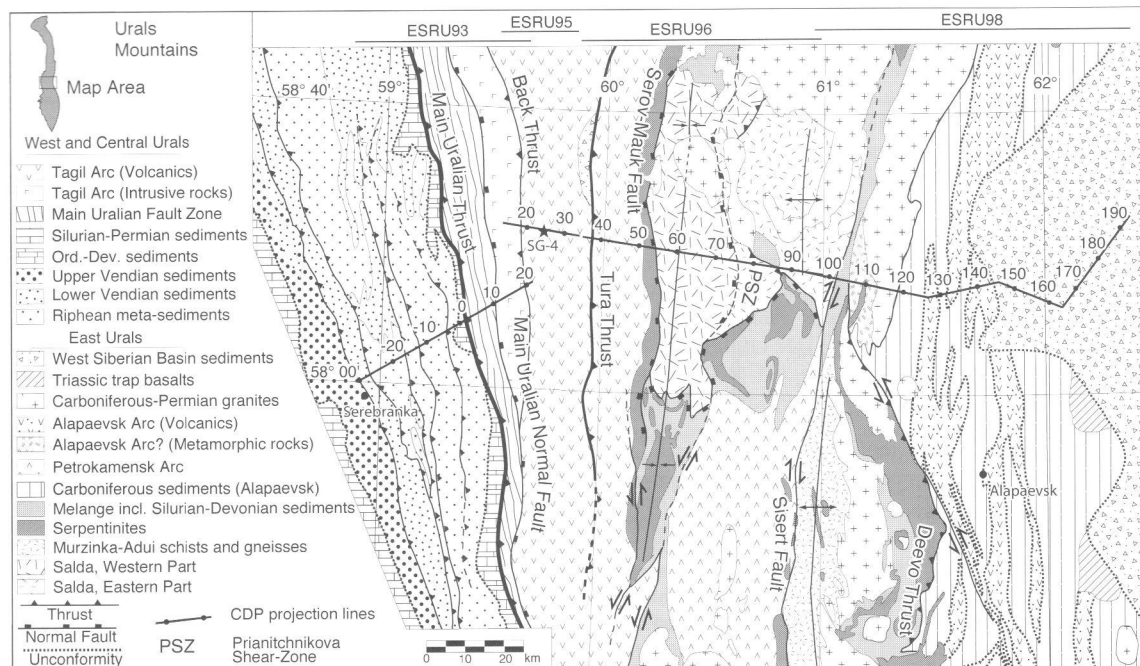 Urals
Mountains
Map Area
West and Central Urals
Tagil Arc (Volcanics)
Tagil Arc (Intrusive rocks)
Main Uralian Fault Zone
Silurian-Permian sediments
Ord.-Dev. sediments
Upper Vendian sediments
Lower Vendian sediments
Riphean meta-sediments
East Urals
West Siberian Basin sediments
Triassic trap basalts
Carboniferous-Permian granites
Alapaevsk Arc (Volcanics)
Alapaevsk Arc? (Metamorphic rocks)
Petrokamensk Arc
Carboniferous sediments (Alapaevsk)
Melange incl. Silurian-Devonian sediments
Serpentinites
Murzinka-Adui schists and gneisses
Salda, Western Part
Salda, Eastern Part
Thrust
Normal Fault
Unconformity
CDP projection lines
PSZ
Prianitchnikova
Shear-Zone
0 10 20 km
ESRU93
ESRU95
ESRU96
ESRU98
58° 40'
59°
60°
61°
62°
58° 00'
Main Uralian-Thrust
Back Thrust
Serov-Mauk Fault
Tura Thrust
Main Uralian Normal Fault
PSZ
Sisert Fault
Deevo Thrust
SG-4
Serebranka
Alapaevsk
-20
-10
0
10
20
20
30
40
50
60
70
80
90
100
110
120
130
140
150
160
170
180
190